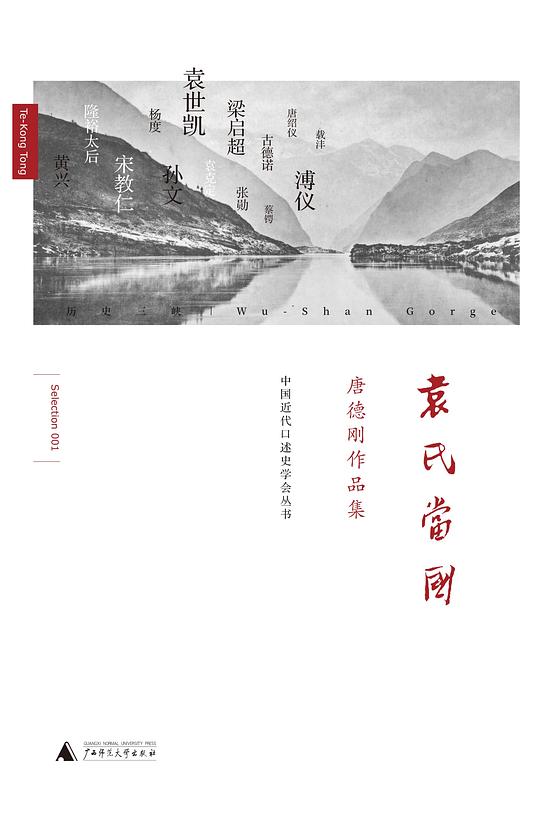 Te-Kong Tong
黄兴
隆裕太后
宋教仁
杨度
孙文
袁世凯
袁克定
梁启超
张勋
古德诺
蔡锷
唐绍仪
溥仪
载沣
历史三峡 | Wu-Shan Gorge
袁氏當國
唐德刚作品集
中国近代口述史学会丛书
Selection 001
GUANGXI NORMAL UNIVERSITY PRESS
广西师范大学出版社